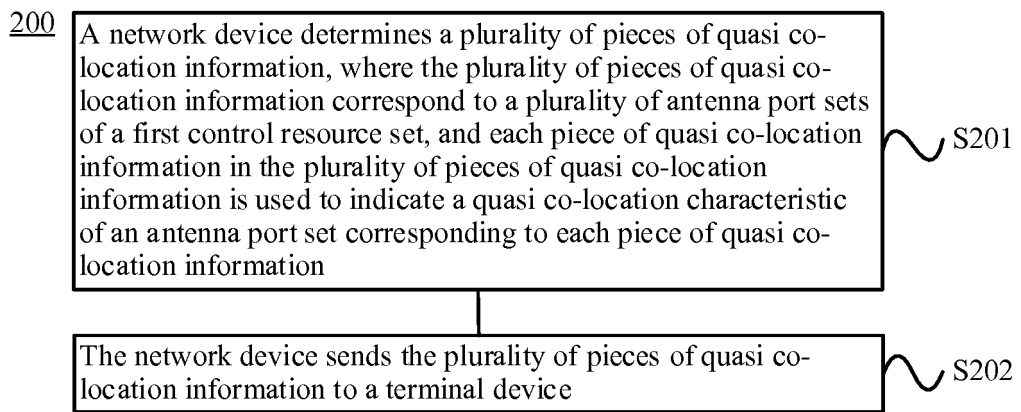 200
A network device determines a plurality of pieces of quasi co-
location information, where the plurality of pieces of quasi co-
location information correspond to a plurality of antenna port sets
of a first control resource set, and each piece of quasi co-location
information in the plurality of pieces of quasi co-location
information is used to indicate a quasi co-location characteristic
of an antenna port set corresponding to each piece of quasi co-
location information
S201
The network device sends the plurality of pieces of quasi co-
location information to a terminal device
S202